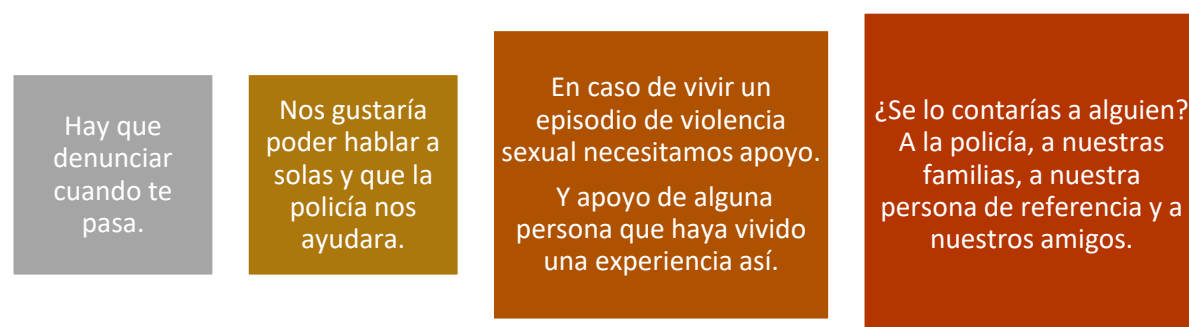 Hay que
denunciar
cuando te
pasa.
Nos gustaría
poder hablar a
solas y que la
policía nos
ayudara.
En caso de vivir un
episodio de violencia
sexual necesitamos apoyo.
Y apoyo de alguna
persona que haya vivido
una experiencia así.
¿Se lo contarías a alguien?
A la policía, a nuestras
familias, a nuestra
persona de referencia y a
nuestros amigos.